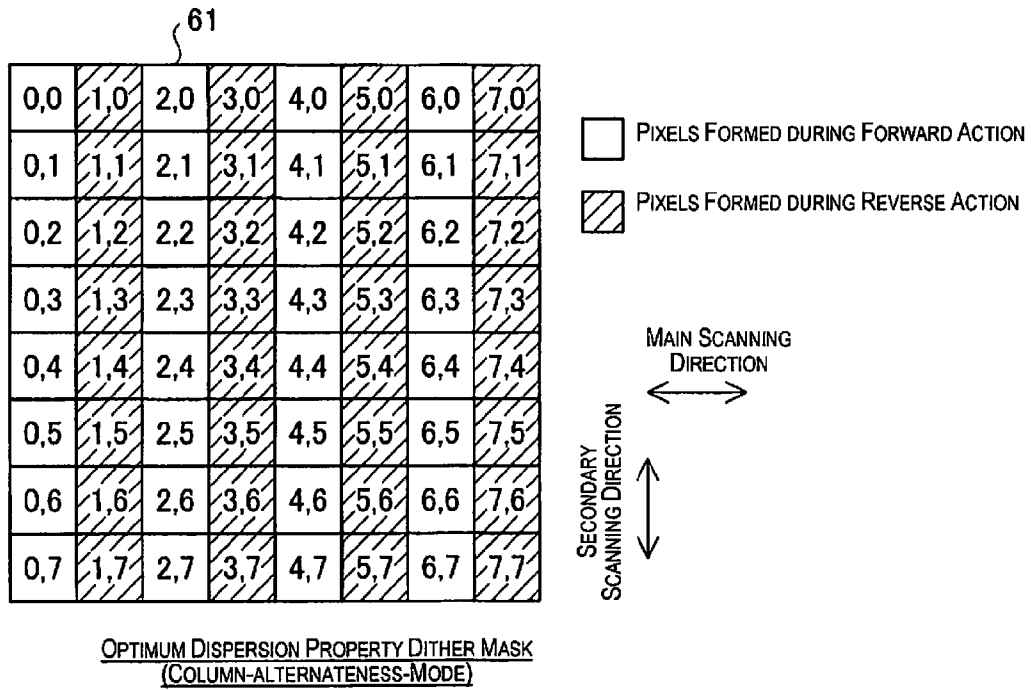 61
0,0 1,0 2,0 3,0 4,0 5,0 6,0 7,0
0,1 1,1 2,1 3,1 4,1 5,1 6,1 7,1
0,2 1,2 2,2 3,2 4,2 5,2 6,2 7,2
0,3 1,3 2,3 3,3 4,3 5,3 6,3 7,3
0,4 1,4 2,4 3,4 4,4 5,4 6,4 7,4
0,5 1,5 2,5 3,5 4,5 5,5 6,5 7,5
0,6 1,6 2,6 3,6 4,6 5,6 6,6 7,6
0,7 1,7 2,7 3,7 4,7 5,7 6,7 7,7
PIXELS FORMED DURING FORWARD ACTION
PIXELS FORMED DURING REVERSE ACTION
MAIN SCANNING
DIRECTION
SECONDARY
SCANNING DIRECTION
OPTIMUM DISPERSION PROPERTY DITHER MASK
(COLUMN-ALTERNATENESS-MODE)